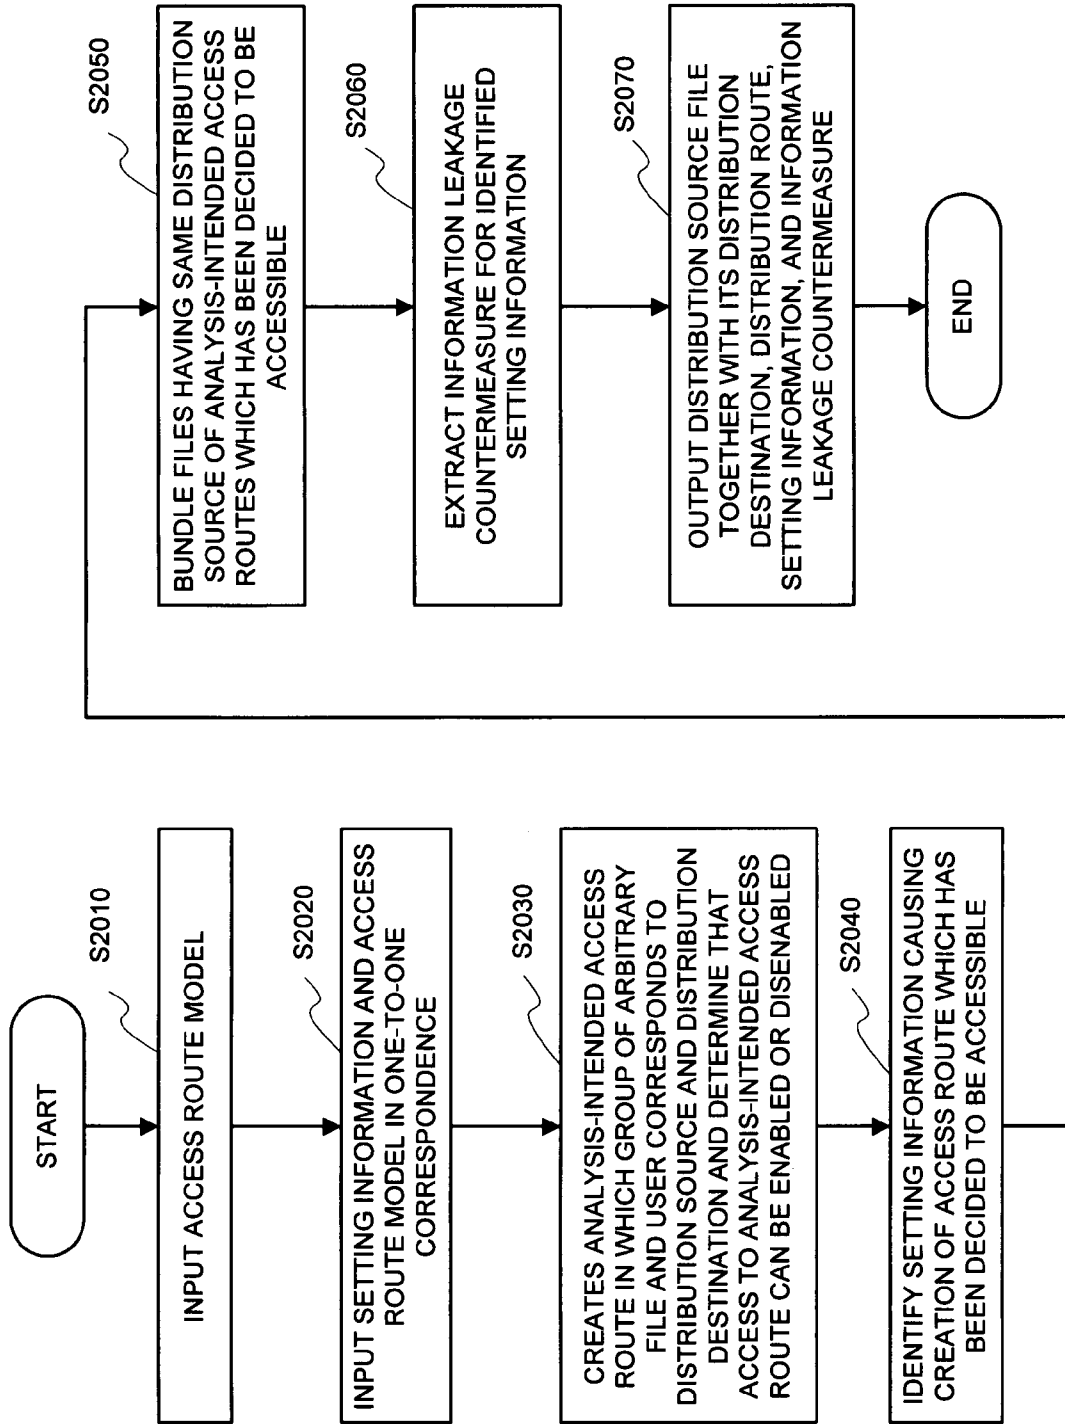 START
S2010
INPUT ACCESS ROUTE MODEL
S2020
INPUT SETTING INFORMATION AND ACCESS
ROUTE MODEL IN ONE-TO-ONE
CORRESPONDENCE
S2030
CREATES ANALYSIS-INTENDED ACCESS
ROUTE IN WHICH GROUP OF ARBITRARY
FILE AND USER CORRESPONDS TO
DISTRIBUTION SOURCE AND DISTRIBUTION
DESTINATION AND DETERMINE THAT
ACCESS TO ANALYSIS-INTENDED ACCESS
ROUTE CAN BE ENABLED OR DISENABLED
S2040
IDENTIFY SETTING INFORMATION CAUSING
CREATION OF ACCESS ROUTE WHICH HAS
BEEN DECIDED TO BE ACCESSIBLE
S2050
BUNDLE FILES HAVING SAME DISTRIBUTION
SOURCE OF ANALYSIS-INTENDED ACCESS
ROUTES WHICH HAS BEEN DECIDED TO BE
ACCESSIBLE
S2060
EXTRACT INFORMATION LEAKAGE
COUNTERMEASURE FOR IDENTIFIED
SETTING INFORMATION
S2070
OUTPUT DISTRIBUTION SOURCE FILE
TOGETHER WITH ITS DISTRIBUTION
DESTINATION, DISTRIBUTION ROUTE,
SETTING INFORMATION, AND INFORMATION
LEAKAGE COUNTERMEASURE
END